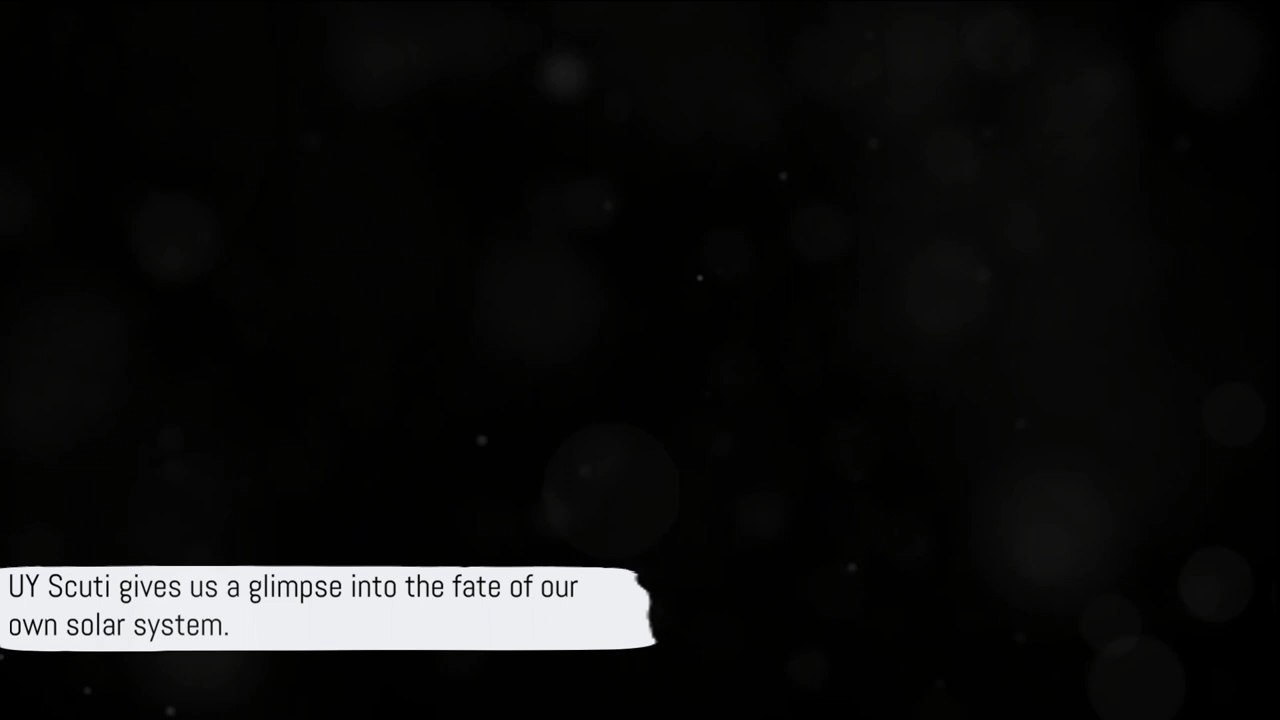 UY Scuti gives us a glimpse into the fate of our
own solar system.